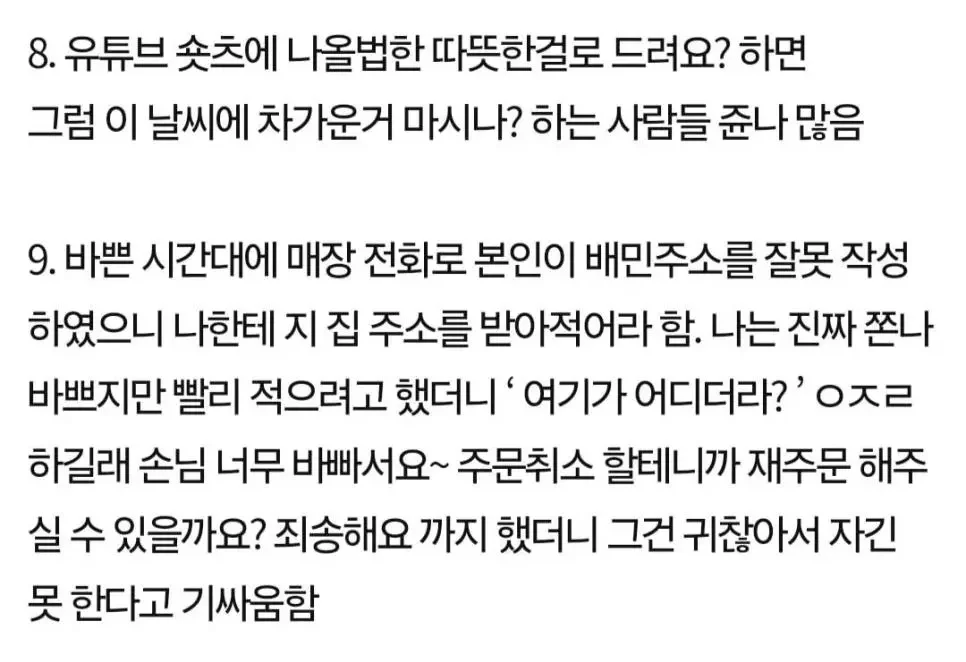 8. 유튜브 숏츠에 나올법한 따뜻한걸로 드려요? 하면
그럼 이 날씨에 차가운거 마시나? 하는 사람들 쥰나 많음
9. 바쁜 시간대에 매장 전화로 본인이 배민주소를 잘못 작성
하였으니 나한테 지 집 주소를 받아적어라 함. 나는 진짜 쫀나
바쁘지만 빨리 적으려고 했더니 ‘ 여기가 어디더라? ’ ㅇㅈㄹ
하길래 손님 너무 바빠서요~ 주문취소 할테니까 재주문 해주
실 수 있을까요? 죄송해요 까지 했더니 그건 귀찮아서 자긴
못 한다고 기싸움함